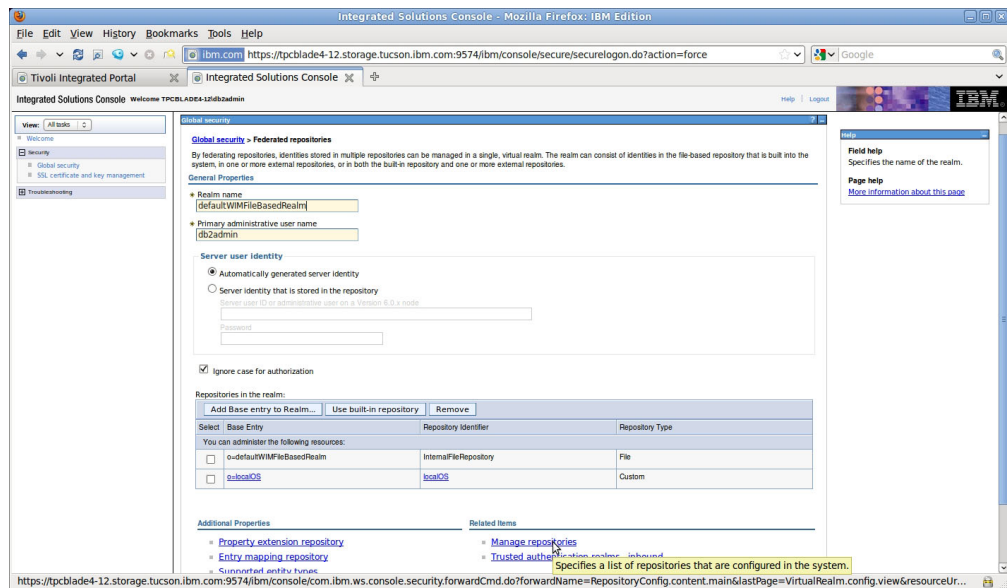 Integrated Solutions Console - Mozilla Firefox: IBM Edition
File Edit View History Bookmarks Tools Help
ibm.com https://tpcblade4-12.storage.tucson.ibm.com:9574/ibm/console/secure/securelogon.do?action=force
Google
Tivoli Integrated Portal
Integrated Solutions Console
Integrated Solutions Console Welcome TPCBLADE4-12\db2admin
Help | Logout
IBM.
View: All tasks
Welcome
Security
Global security
SSL certificate and key management
Troubleshooting
Global security
Global security > Federated repositories
By federating repositories, identities stored in multiple repositories can be managed in a single, virtual realm. The realm can consist of identities in the file-based repository that is built into the
system, in one or more external repositories, or in both the built-in repository and one or more external repositories.
General Properties
Realm name
defaultWIMFileBasedRealm
Primary administrative user name
db2admin
Server user identity
Automatically generated server identity
Server identity that is stored in the repository
Server user ID or administrative user on a Version 6.0.x node
Password
Ignore case for authorization
Repositories in the realm:
Add Base entry to Realm... Use built-in repository Remove
Select Base Entry Repository Identifier Repository Type
You can administer the following resources:
o=defaultWIMFileBasedRealm InternalFileRepository File
o=localOS localOS Custom
Additional Properties
Property extension repository
Entry mapping repository
Supported entity types
Related Items
Manage repositories
Trusted authentication realms - inbound
Specifies a list of repositories that are configured in the system.
Help
Field help
Specifies the name of the realm.
Page help
More information about this page
https://tpcblade4-12.storage.tucson.ibm.com:9574/ibm/console/com.ibm.ws.console.security.forwardCmd.do?forwardName=RepositoryConfig.content.main&lastPage=VirtualRealm.config.view&resourceUr...